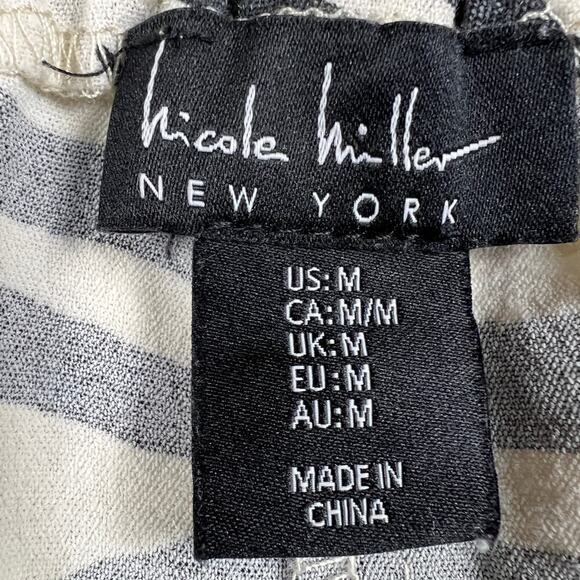 nicole miller
NEW YORK
US: M
CA: M/M
UK: M
EU: M
AU: M
MADE IN
CHINA